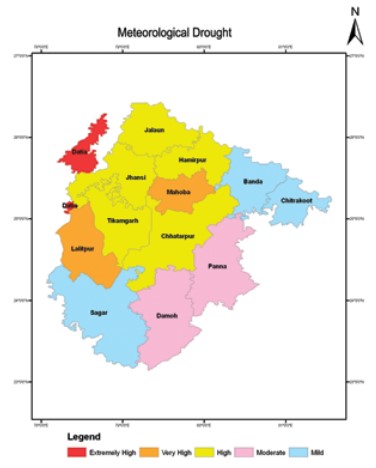 N
Meteorological Drought
Datia
Jalaun
Hamirpur
Jhansi
Mahoba
Banda
Chitrakoot
Datia
Tikamgarh
Chhatarpur
Lalitpur
Panna
Sagar
Damoh
Legend
Extremely High
Very High
High
Moderate
Mild